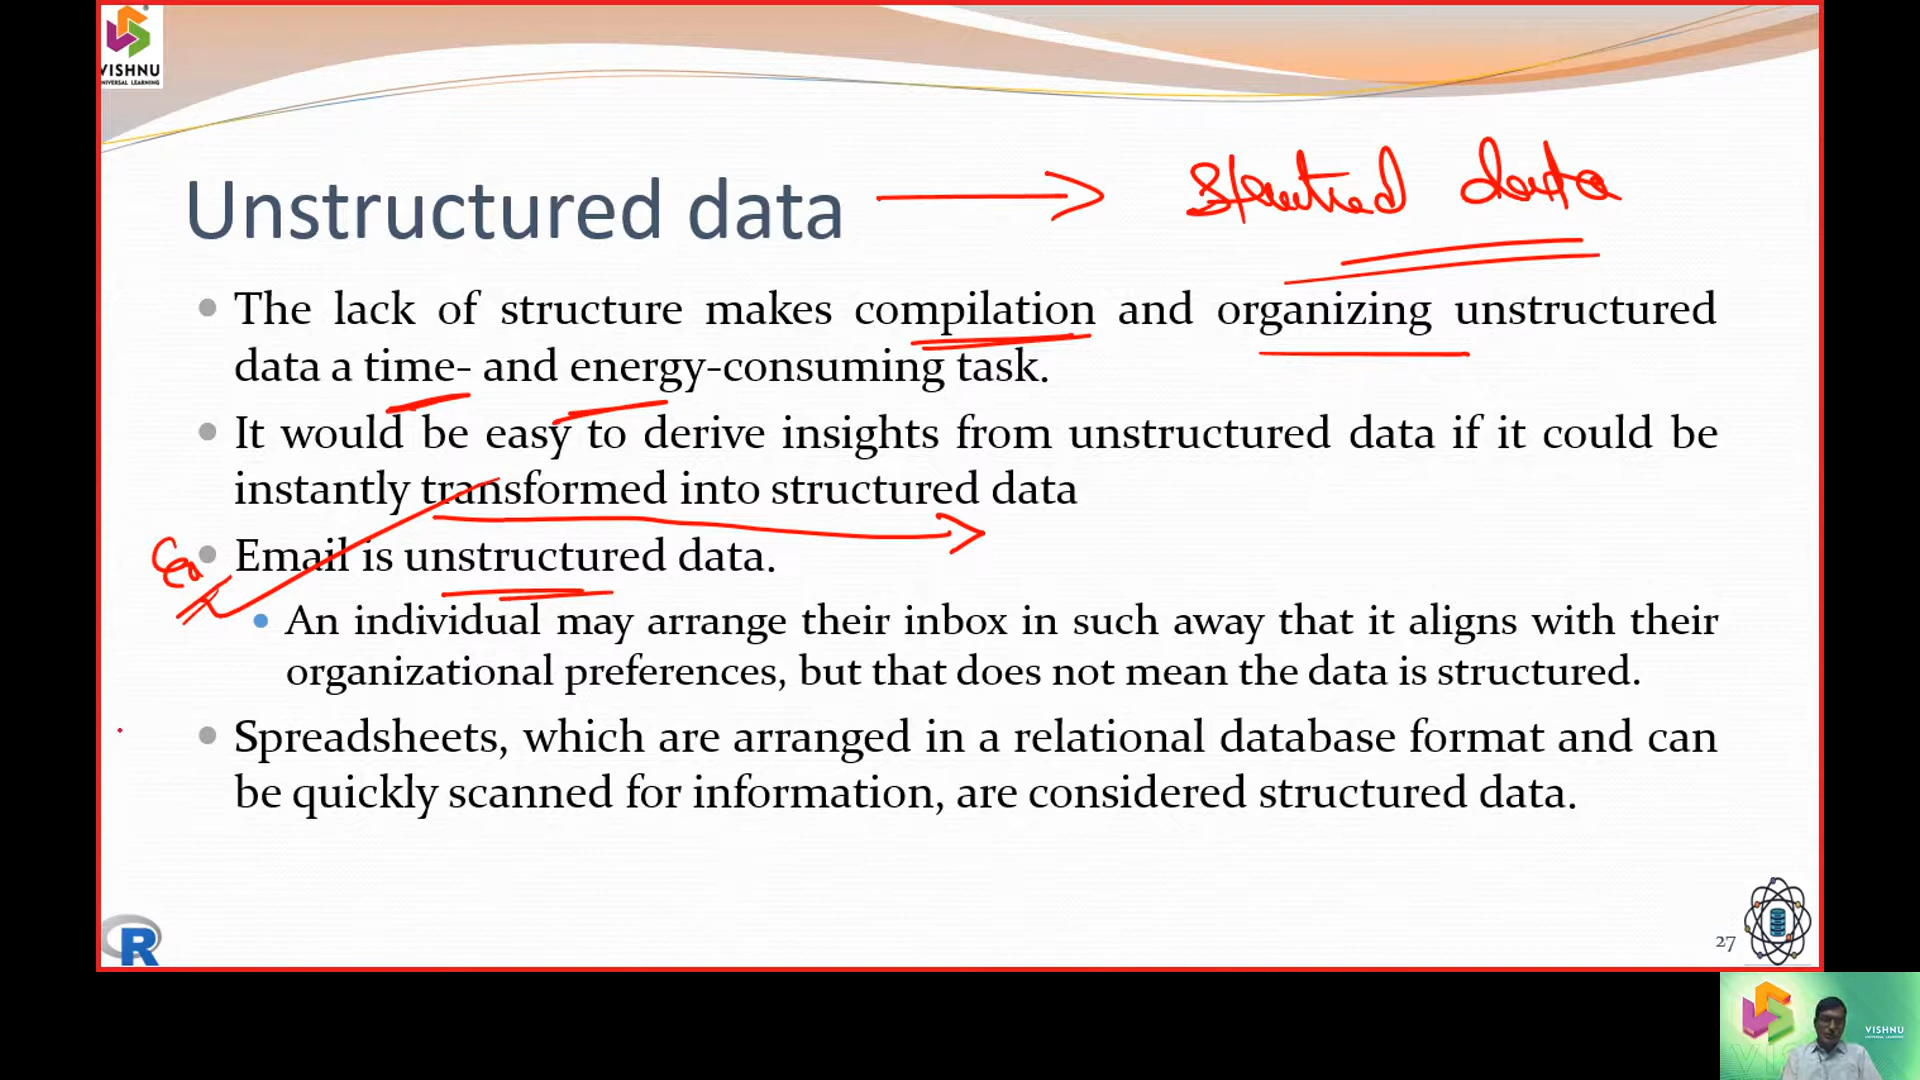 VISHNU
UNIVERSAL LEARNING
Unstructured data
data
The lack of structure makes compilation and organizing unstructured
data a time- and energy-consuming task.
It would be easy to derive insights from unstructured data if it could be
instantly transformed into structured data
Email is unstructured data.
An individual may arrange their inbox in such away that it aligns with their
organizational preferences, but that does not mean the data is structured.
Spreadsheets, which are arranged in a relational database format and can
be quickly scanned for information, are considered structured data.
R
27
VISHNU
UNIVERSAL LEARNING